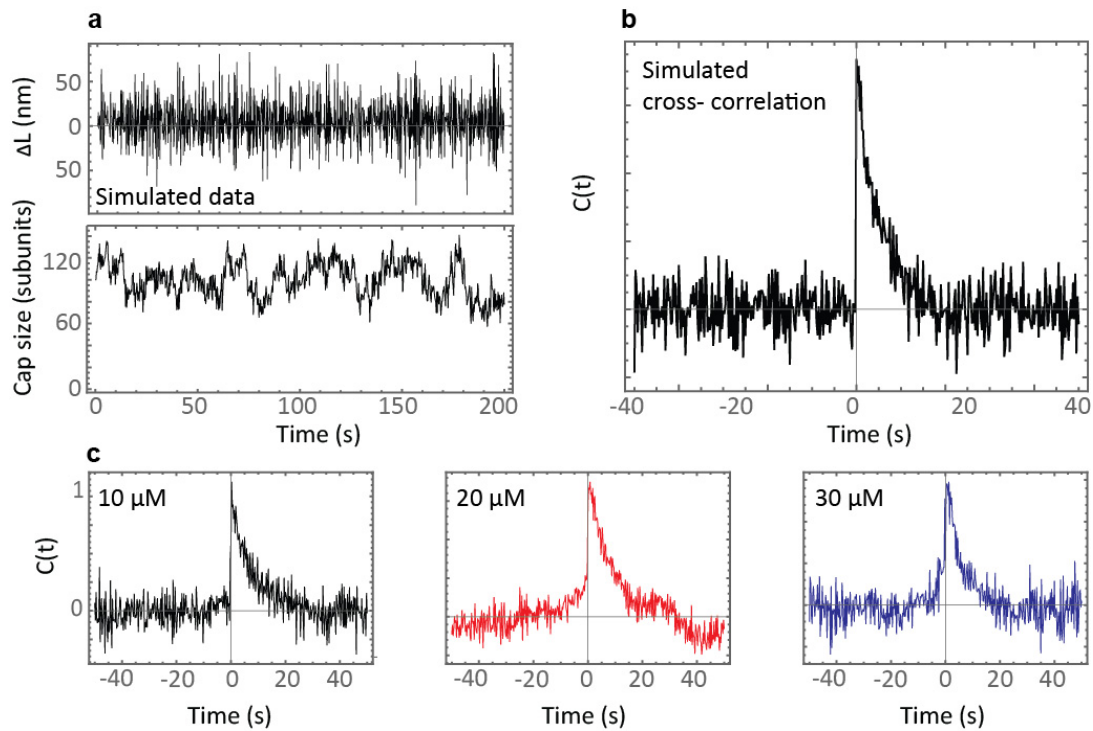 a
ΔL (nm)
50
0
50
Simulated data
Cap size (subunits)
120
60
0
0 50 100 150 200
Time (s)
b
Simulated
cross- correlation
C(t)
-40 -20 0 20 40
Time (s)
c
10 μM
C(t)
1
0
-40 -20 0 20 40
Time (s)
20 μM
-40 -20 0 20 40
Time (s)
30 μM
-40 -20 0 20 40
Time (s)